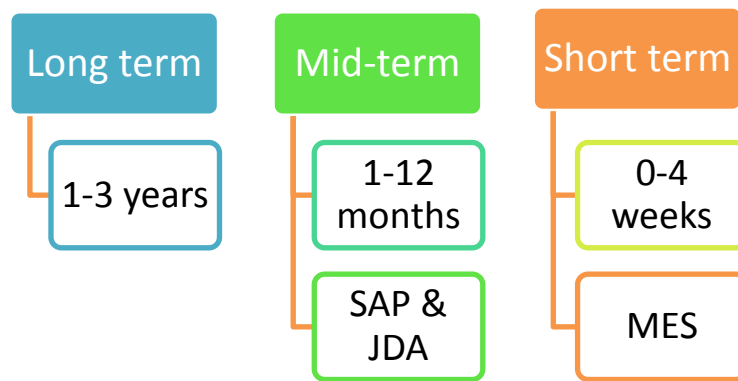 Long term
1-3 years
Mid-term
1-12
months
SAP &
JDA
Short term
0-4
weeks
MES